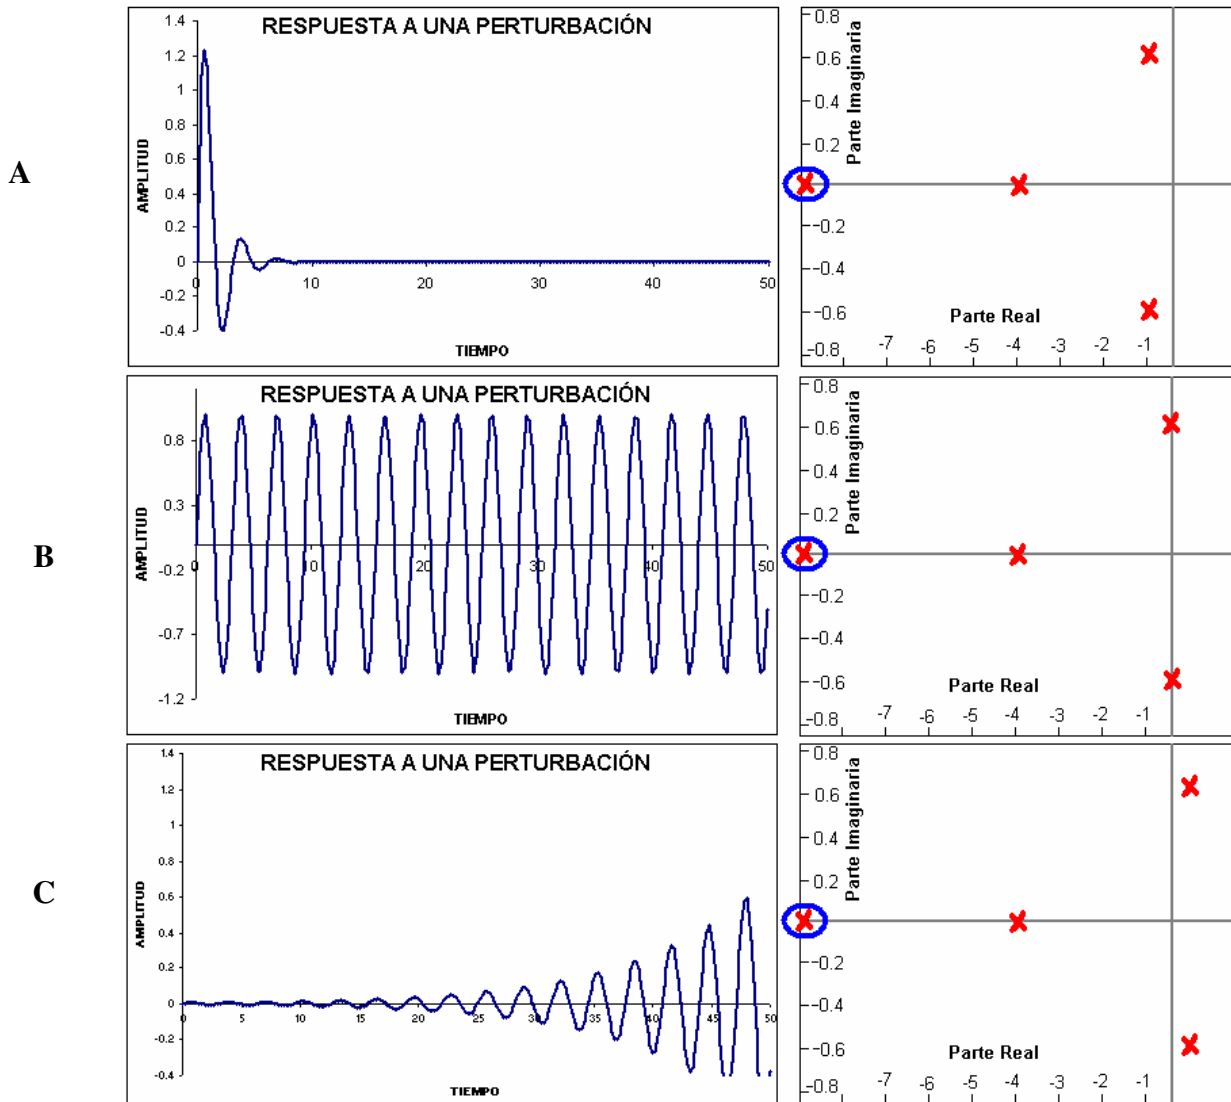 A
RESPUESTA A UNA PERTURBACIÓN
AMPLITUD
1.4
1.2
1
0.8
0.6
0.4
0.2
0
-0.2
-0.4
0 10 20 30 40 50
TIEMPO
Parte Imaginaria
0.8
0.6
0.4
0.2
-0.2
-0.4
-0.6
-0.8
Parte Real
-7 -6 -5 -4 -3 -2 -1
B
RESPUESTA A UNA PERTURBACIÓN
AMPLITUD
0.8
0.3
-0.2
-0.7
-1.2
0 10 20 30 40 50
TIEMPO
Parte Imaginaria
0.8
0.6
0.4
0.2
-0.2
-0.4
-0.6
-0.8
Parte Real
-7 -6 -5 -4 -3 -2 -1
C
RESPUESTA A UNA PERTURBACIÓN
AMPLITUD
1.4
1.2
1
0.8
0.6
0.4
0.2
0
-0.2
-0.4
0 5 10 15 20 25 30 35 40 45 50
TIEMPO
Parte Imaginaria
0.8
0.6
0.4
0.2
-0.2
-0.4
-0.6
-0.8
Parte Real
-7 -6 -5 -4 -3 -2 -1